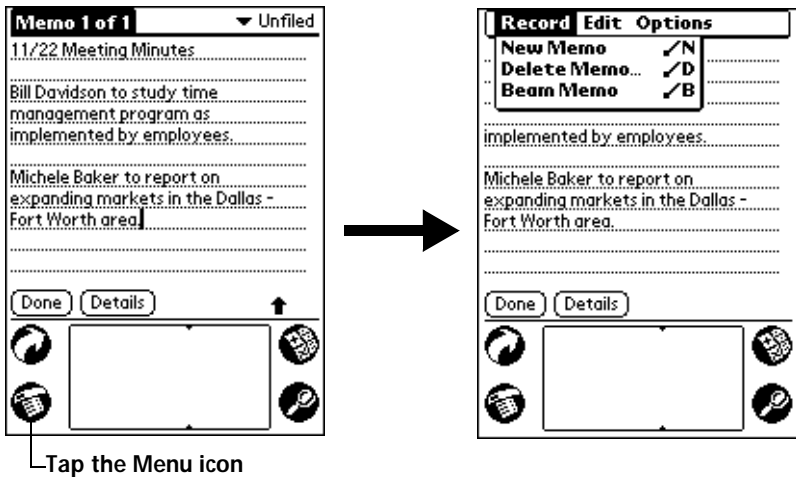 Memo 1 of 1 Unfiled
11/22 Meeting Minutes
Bill Davidson to study time
management program as
implemented by employees.
Michele Baker to report on
expanding markets in the Dallas -
Fort Worth area.
Done Details
Tap the Menu icon
Record Edit Options
New Memo /N
Delete Memo... /D
Beam Memo /B
implemented by employees.
Michele Baker to report on
expanding markets in the Dallas -
Fort Worth area.
Done Details